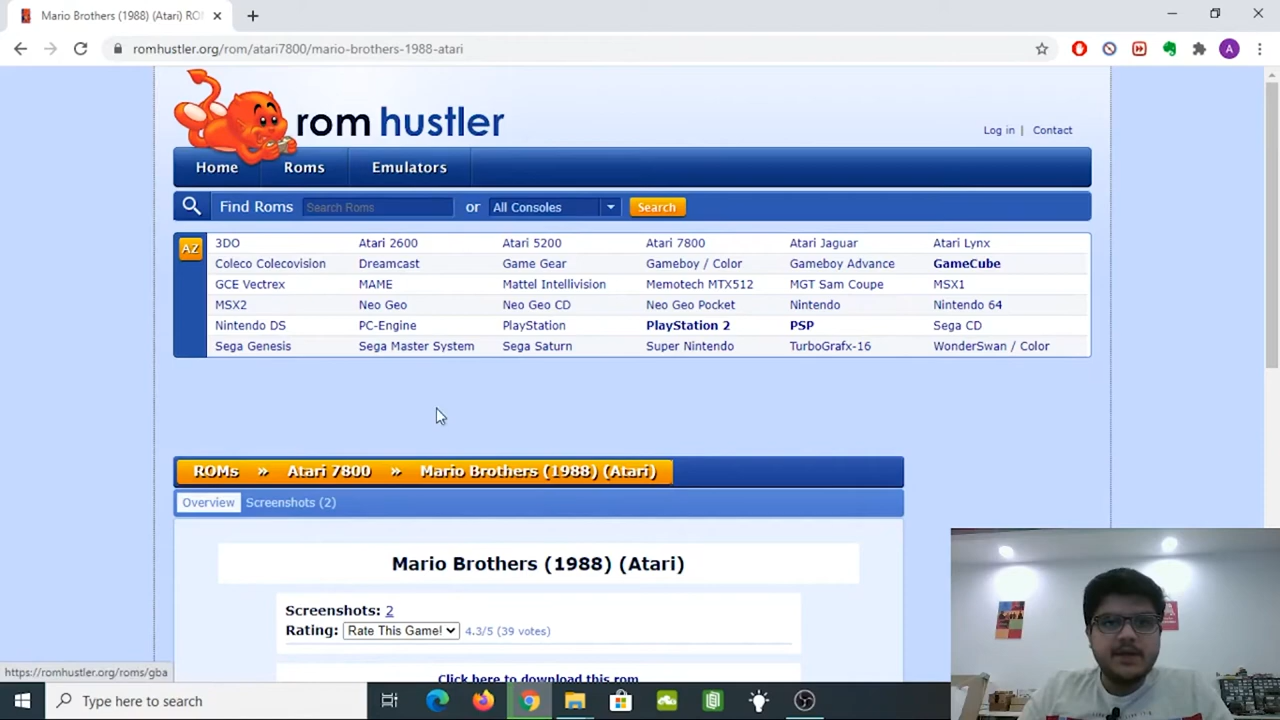 Mario Brothers (1988) (Atari) RO
romhustler.org/rom/atari7800/mario-brothers-1988-atari
A
rom hustler
Log in | Contact
Home Roms Emulators
Find Roms Search Roms or All Consoles Search
AZ
3DO Atari 2600 Atari 5200 Atari 7800 Atari Jaguar Atari Lynx
Coleco Colecovision Dreamcast Game Gear Gameboy / Color Gameboy Advance GameCube
GCE Vectrex MAME Mattel Intellivision Memotech MTX512 MGT Sam Coupe MSX1
MSX2 Neo Geo Neo Geo CD Neo Geo Pocket Nintendo Nintendo 64
Nintendo DS PC-Engine PlayStation PlayStation 2 PSP Sega CD
Sega Genesis Sega Master System Sega Saturn Super Nintendo TurboGrafx-16 WonderSwan / Color
ROMs » Atari 7800 » Mario Brothers (1988) (Atari)
Overview Screenshots (2)
Mario Brothers (1988) (Atari)
Screenshots: 2
Rating: Rate This Game! 4.3/5 (39 votes)
Click here to download this rom
https://romhustler.org/roms/gba
Type here to search